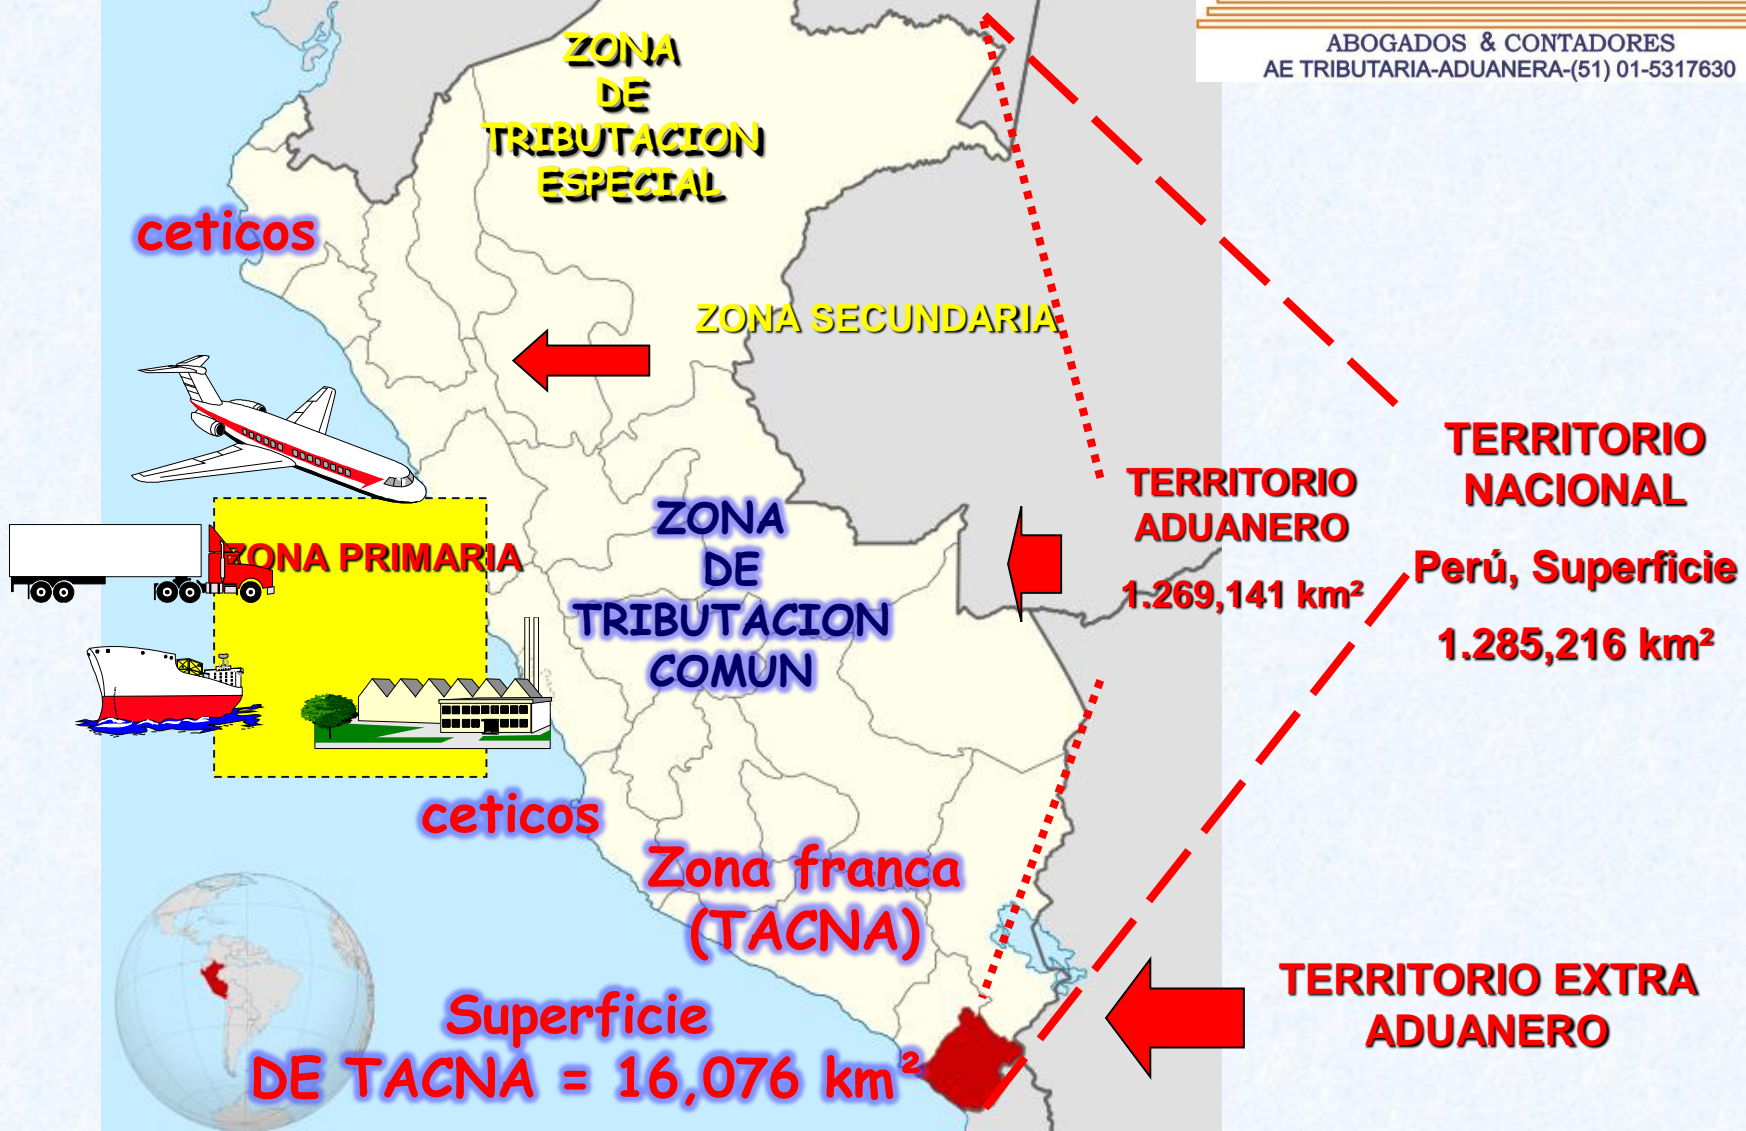 ABOGADOS & CONTADORES
AE TRIBUTARIA-ADUANERA-(51) 01-5317630
ZONA
DE
TRIBUTACION
ESPECIAL
ceticos
ZONA SECUNDARIA
TERRITORIO
NACIONAL
Perú, Superficie
1.285,216 km²
TERRITORIO
ADUANERO
1.269,141 km²
ZONA PRIMARIA
ZONA
DE
TRIBUTACION
COMUN
ceticos
Zona franca
(TACNA)
Superficie
DE TACNA = 16,076 km²
TERRITORIO EXTRA
ADUANERO